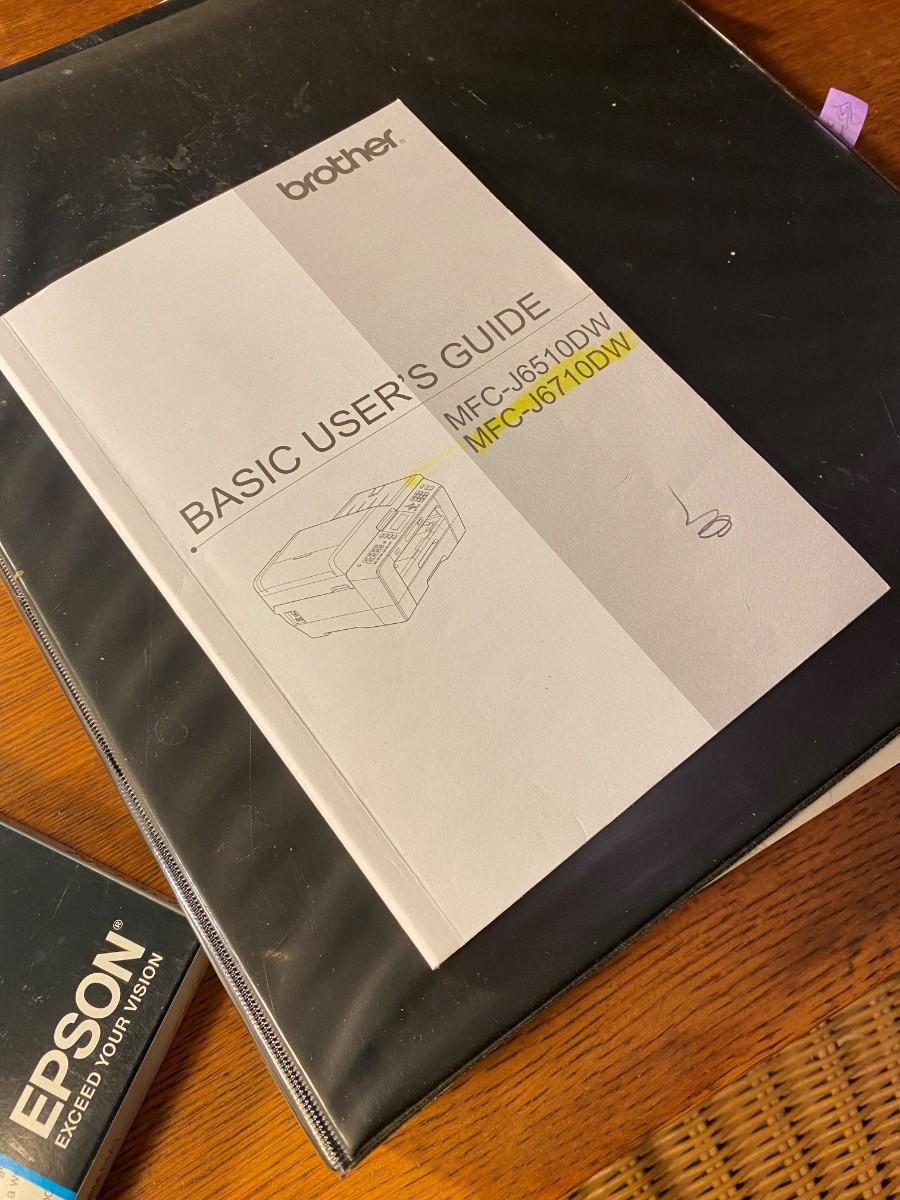 brother®
BASIC USER'S GUIDE
MFC-J6510DW
MFC-J6710DW
EPSON®
EXCEED YOUR VISION